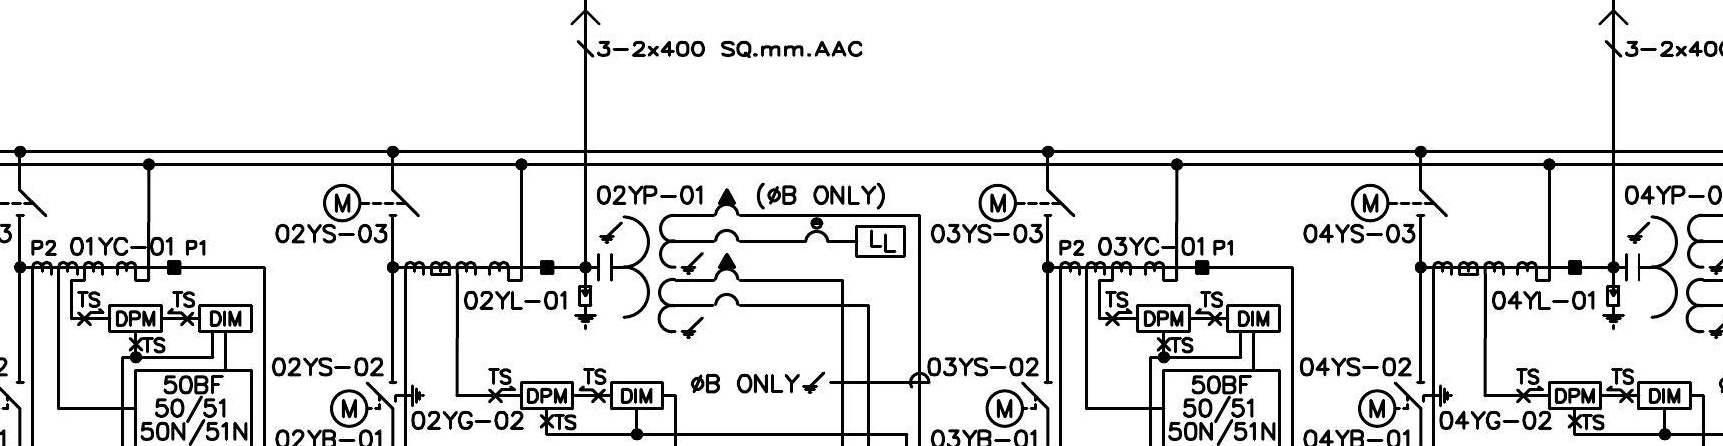 3-2x400 SQ.mm.AAC
3-2x400
02YP-01 (øB ONLY)
04YP-0
M
M
M
3
02YS-03
03YS-03
04YS-03
P2 01YC-01 P1
P2 03YC-01 P1
LL
02YL-01
04YL-01
TS TS
DPM DIM
TS
TS TS
DPM DIM
TS
2
02YS-02
03YS-02
04YS-02
50BF
50/51
50N/51N
50BF
50/51
50N/51N
TS TS
DPM DIM
TS
øB ONLY
TS TS
DPM DIM
TS
M
M
M
02YG-02
04YG-02
1
02YB-01
03YB-01
04YB-01